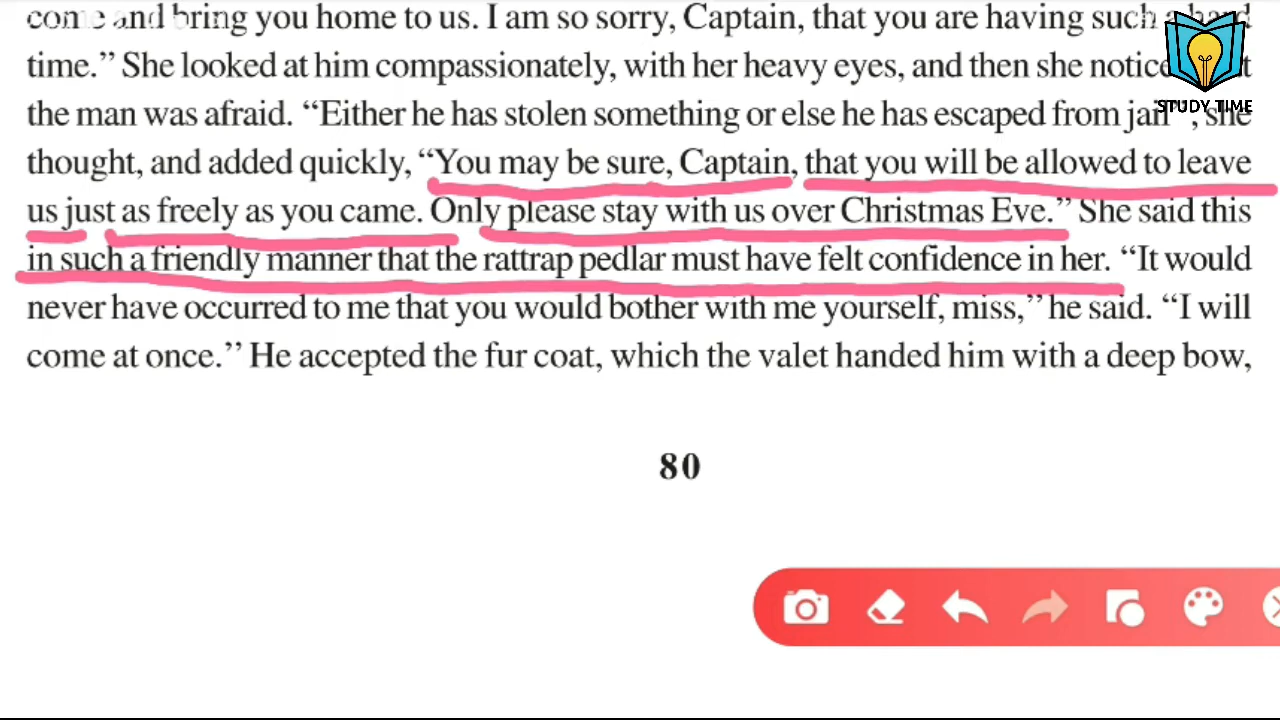 come and bring you home to us. I am so sorry, Captain, that you are having such a hard
time.” She looked at him compassionately, with her heavy eyes, and then she noticed that
STUDY TIME
the man was afraid. “Either he has stolen something or else he has escaped from jail”, she
thought, and added quickly, “You may be sure, Captain, that you will be allowed to leave
us just as freely as you came. Only please stay with us over Christmas Eve.” She said this
in such a friendly manner that the rattrap pedlar must have felt confidence in her. “It would
never have occurred to me that you would bother with me yourself, miss,” he said. “I will
come at once.” He accepted the fur coat, which the valet handed him with a deep bow,
80